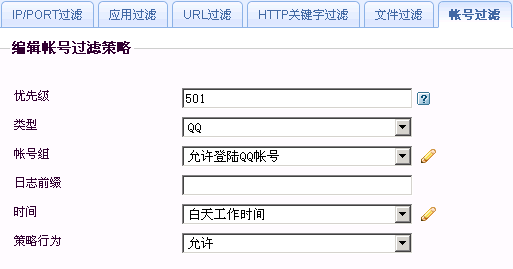 IP/PORT过滤 应用过滤 URL过滤 HTTP关键字过滤 文件过滤 帐号过滤
编辑帐号过滤策略
优先级 501 ?
类型 QQ
帐号组 允许登陆QQ帐号
日志前缀
时间 白天工作时间
策略行为 允许